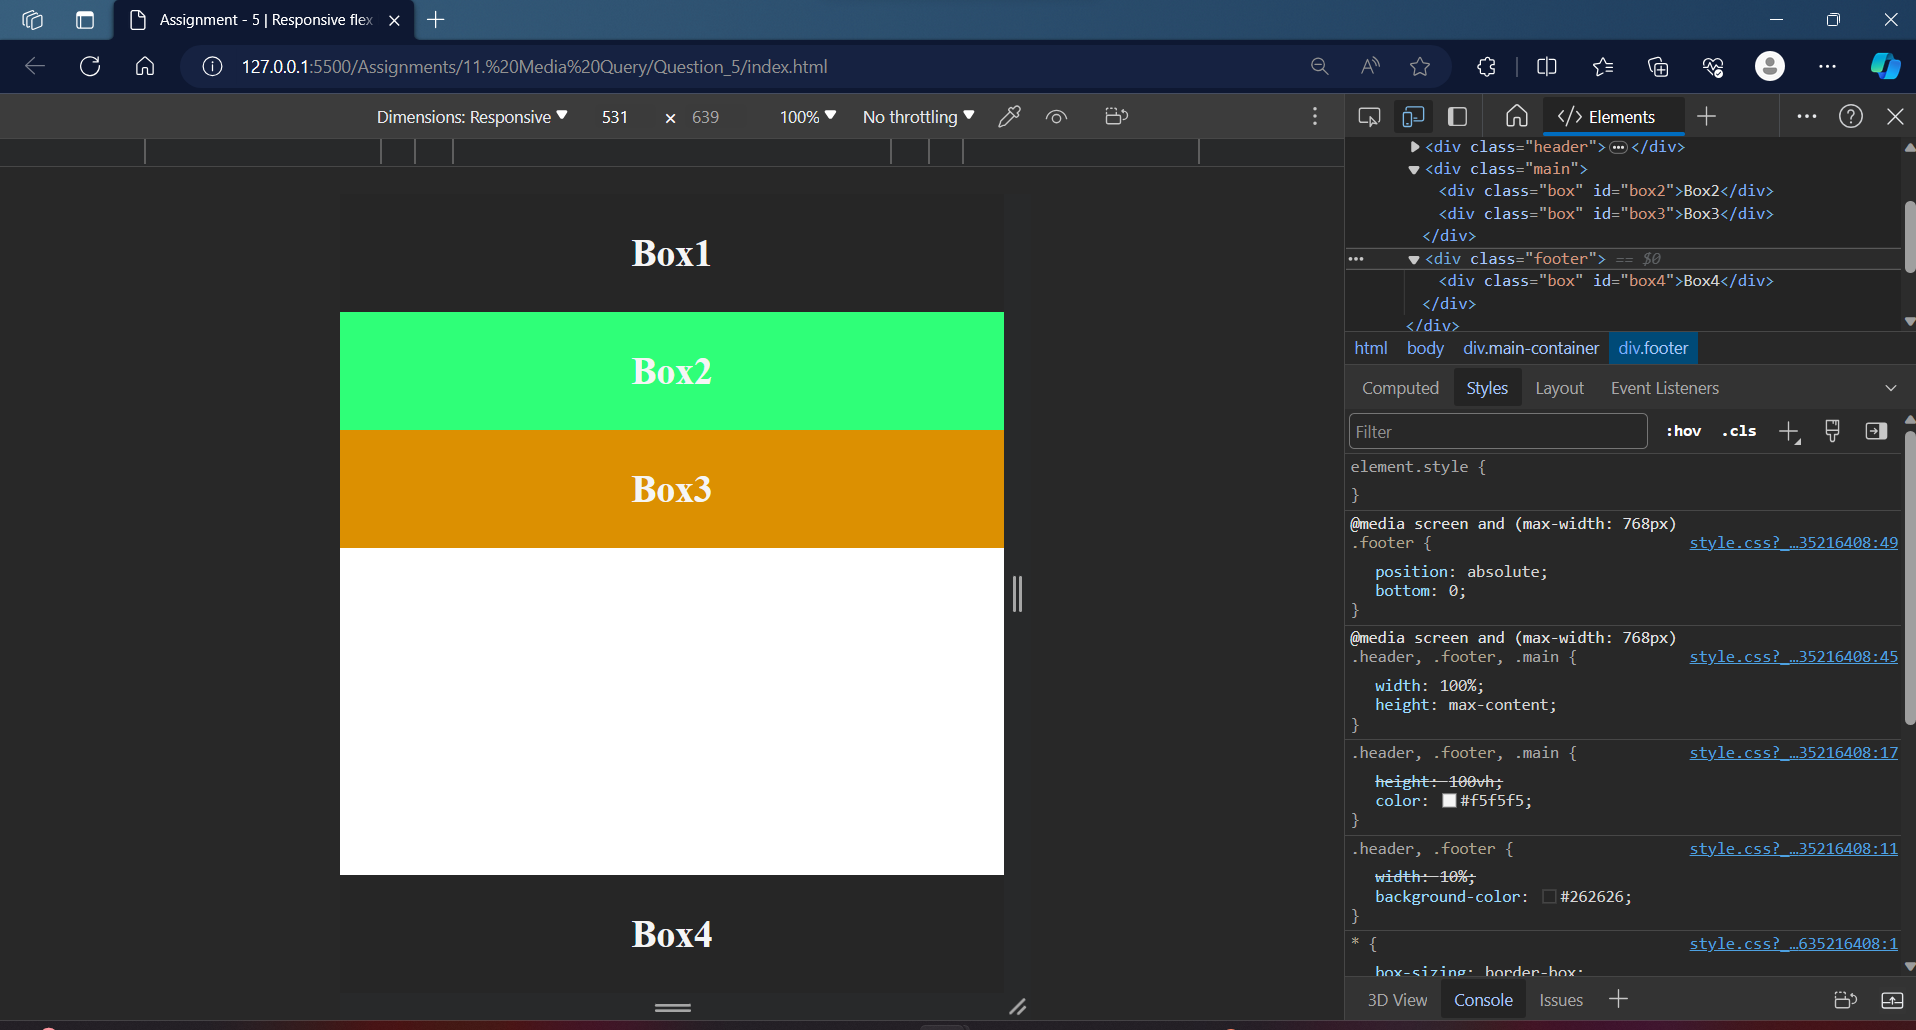 Assignment - 5 | Responsive flex
127.0.0.1:5500/Assignments/11.%20Media%20Query/Question_5/index.html
Dimensions: Responsive 531 × 639 100% No throttling
Elements
<div class="header"> ⋯ </div>
<div class="main">
<div class="box" id="box2">Box2</div>
<div class="box" id="box3">Box3</div>
</div>
<div class="footer"> == $0
<div class="box" id="box4">Box4</div>
</div>
</div>
html body div.main-container div.footer
Computed Styles Layout Event Listeners
Filter :hov .cls
element.style {
}
@media screen and (max-width: 768px)
.footer { style.css?_…35216408:49
position: absolute;
bottom: 0;
}
@media screen and (max-width: 768px)
.header, .footer, .main { style.css?_…35216408:45
width: 100%;
height: max-content;
}
.header, .footer, .main { style.css?_…35216408:17
height: 100vh;
color: #f5f5f5;
}
.header, .footer { style.css?_…35216408:11
width: 10%;
background-color: #262626;
}
* { style.css?_…635216408:1
box-sizing: border-box;
3D View Console Issues
Box1
Box2
Box3
Box4